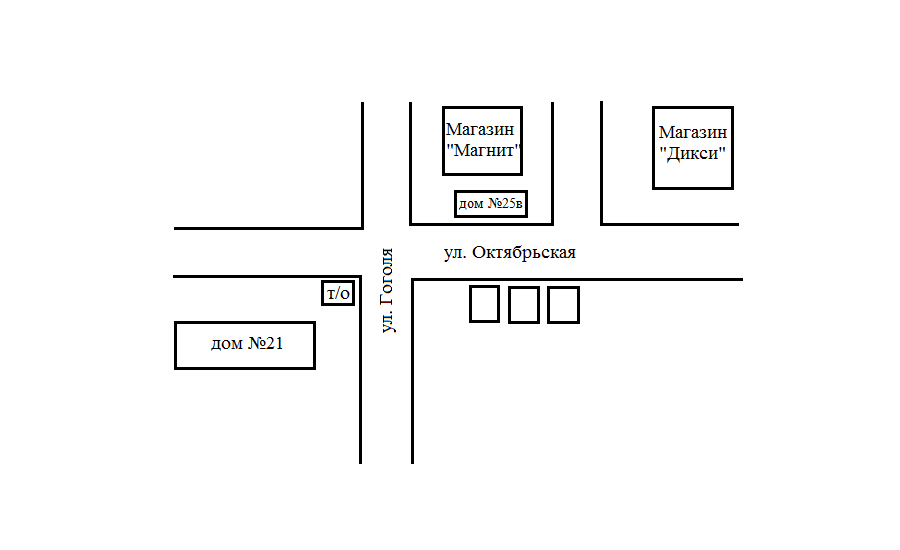 Магазин
"Магнит"
Магазин
"Дикси"
дом №25в
ул. Октябрьская
ул. Гоголя
т/о
дом №21